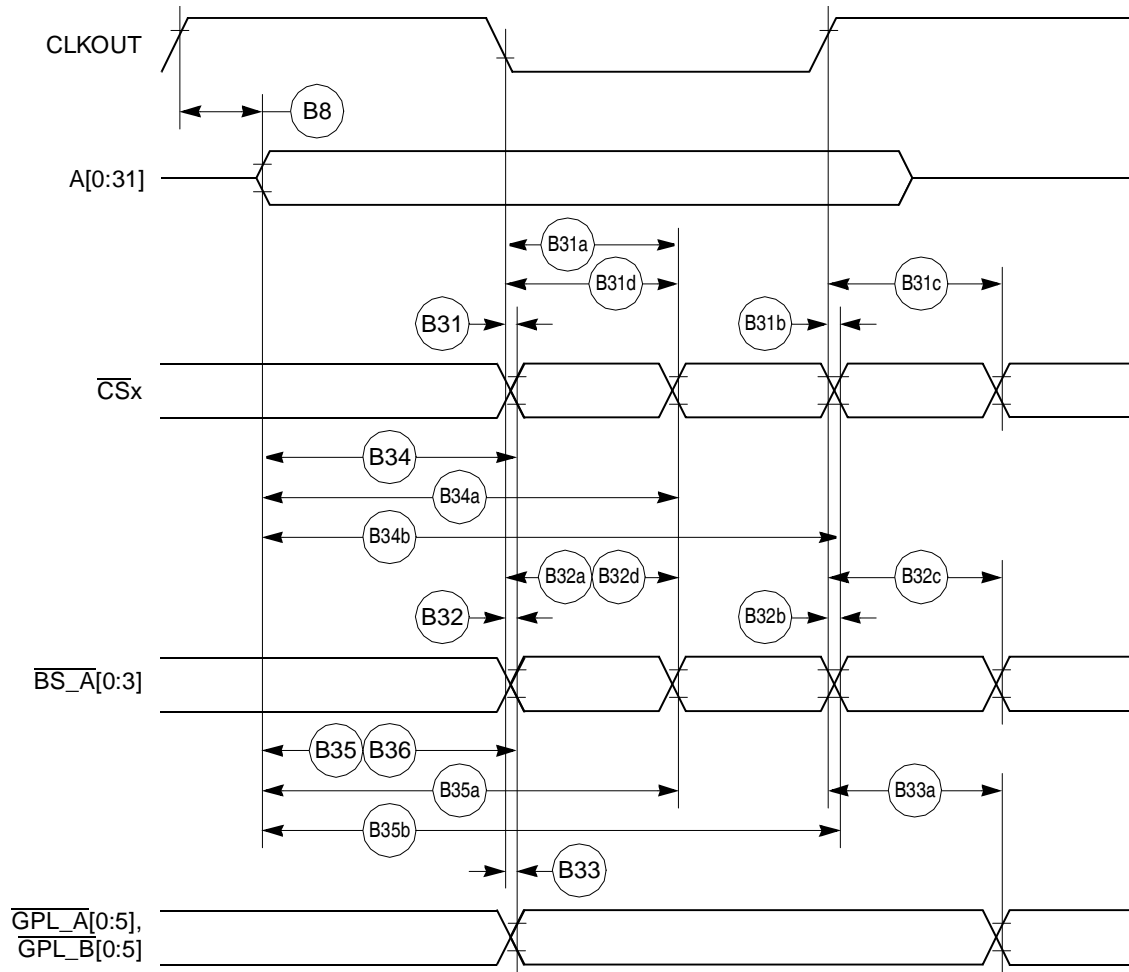 CLKOUT
B8
A[0:31]
B31a
B31d
B31c
B31
B31b
CSx
B34
B34a
B34b
B32a B32d
B32c
B32
B32b
BS_A[0:3]
B35 B36
B35a
B33a
B35b
B33
GPL_A[0:5],
GPL_B[0:5]